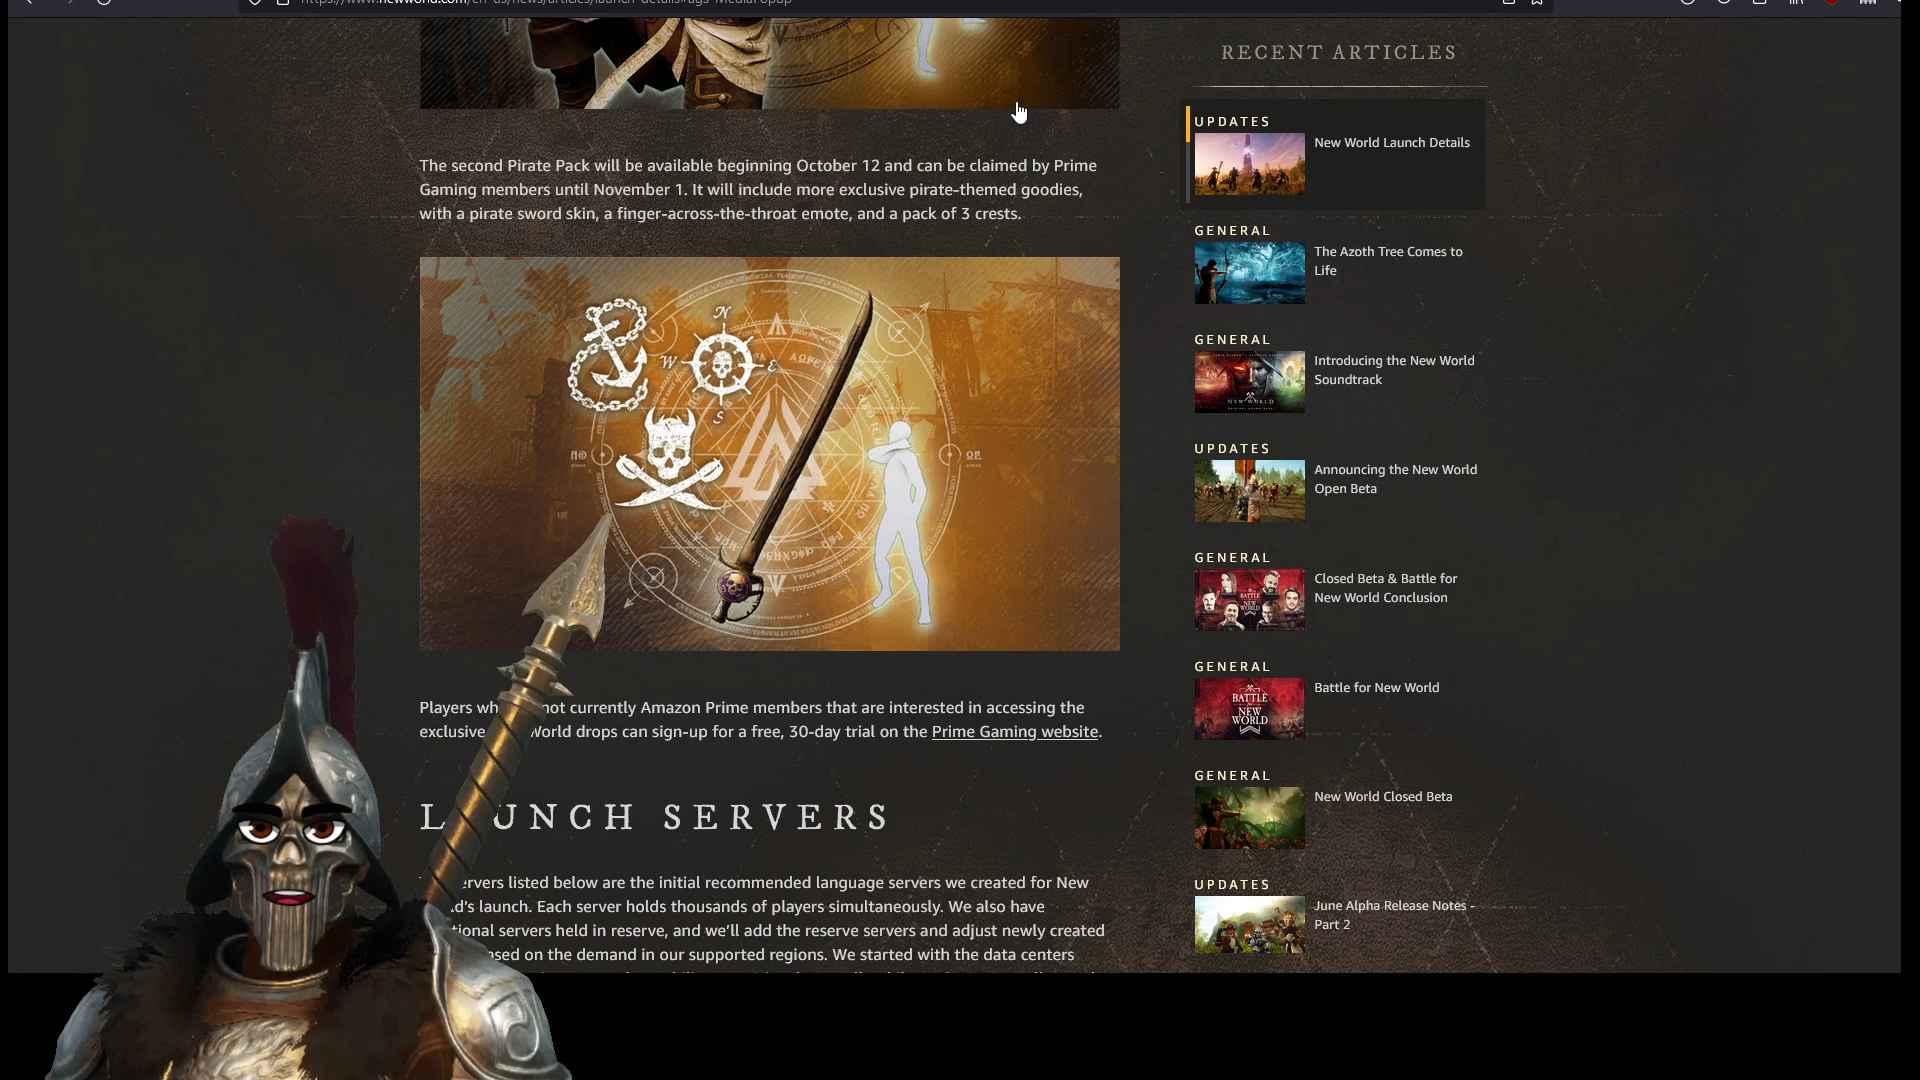 RECENT ARTICLES
The second Pirate Pack will be available beginning October 12 and can be claimed by Prime
Gaming members until November 1. It will include more exclusive pirate-themed goodies,
with a pirate sword skin, a finger-across-the-throat emote, and a pack of 3 crests.
N
W
E
S
Players not currently Amazon Prime members that are interested in accessing the
exclusive World drops can sign-up for a free, 30-day trial on the Prime Gaming website.
LAUNCH SERVERS
servers listed below are the initial recommended language servers we created for New
launch. Each server holds thousands of players simultaneously. We also have
servers held in reserve, and we'll add the reserve servers and adjust newly created
on the demand in our supported regions. We started with the data centers
UPDATES
New World Launch Details
GENERAL
The Azoth Tree Comes to
Life
GENERAL
Introducing the New World
Soundtrack
NEW WORLD
UPDATES
Announcing the New World
Open Beta
GENERAL
Closed Beta & Battle for
New World Conclusion
GENERAL
Battle for New World
BATTLE
NEW
WORLD
GENERAL
New World Closed Beta
UPDATES
June Alpha Release Notes -
Part 2